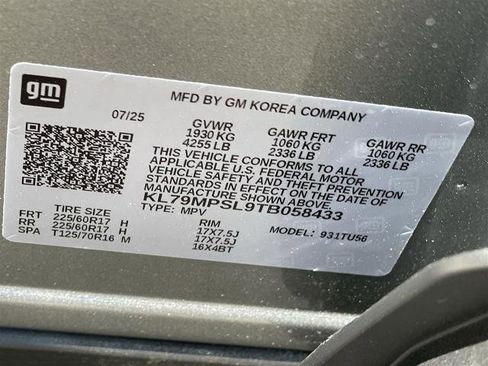 gm
MFD BY GM KOREA COMPANY
07/25
GVWR GAWR FRT GAWR RR
1930 KG 1060 KG 1060 KG
4255 LB 2336 LB 2336 LB
THIS VEHICLE CONFORMS TO ALL
APPLICABLE U.S. FEDERAL MOTOR
VEHICLE SAFETY AND THEFT PREVENTION
STANDARDS IN EFFECT ON THE DATE OF
MANUFACTURE SHOWN ABOVE.
KL79MPSL9TB058433
TYPE: MPV MODEL: 931TU56
TIRE SIZE RIM
FRT 225/60R17 H 17X7.5J
RR 225/60R17 H 17X7.5J
SPA T125/70R16 M 16X4BT